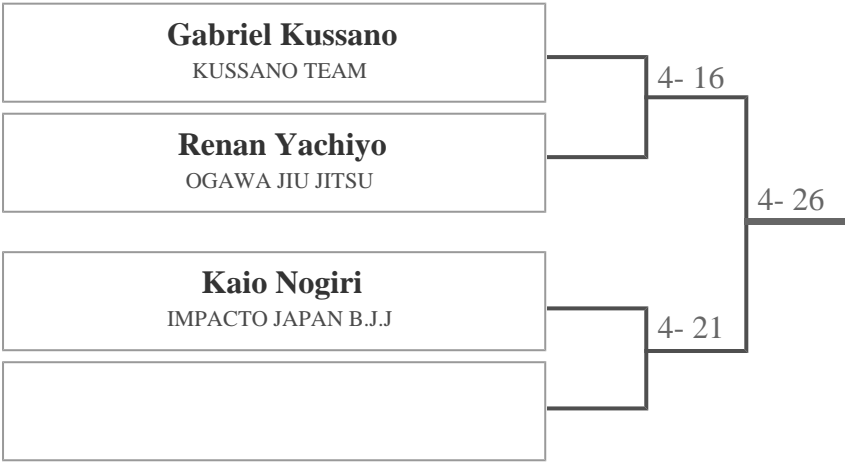 Gabriel Kussano
KUSSANO TEAM
4- 16
Renan Yachiyo
OGAWA JIU JITSU
4- 26
Kaio Nogiri
IMPACTO JAPAN B.J.J
4- 21